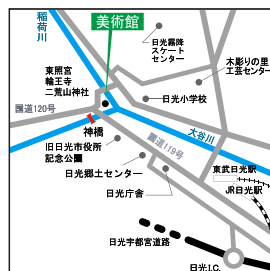 稲荷川
美術館
日光霧降
スケート
センター
木彫りの里
工芸センター
東照宮
輪王寺
二荒山神社
日光小学校
国道120号
神橋
大谷川
旧日光市役所
記念公園
国道119号
日光郷土センター
東武日光駅
JR日光駅
日光庁舎
日光宇都宮道路
日光I.C.